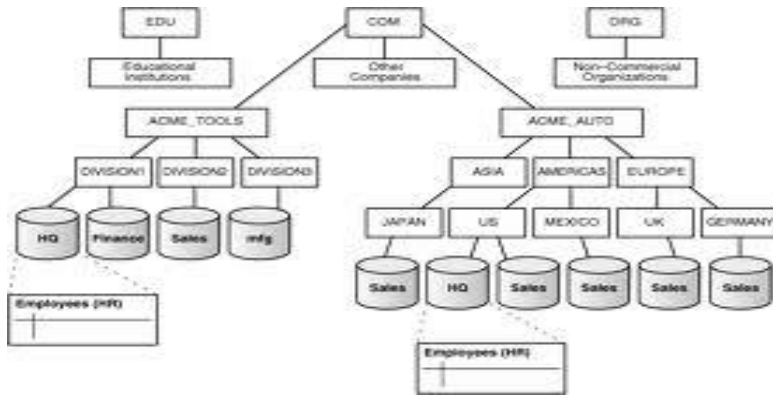 EDU
COM
ORG
Educational
Institutions
Other
Companies
Non-Commercial
Organizations
ACME_TOOLS
ACME_AUTO
DIVISION1
DIVISION2
DIVISION3
ASIA
AMERICAS
EUROPE
JAPAN
US
MEXICO
UK
GERMANY
HQ
Finance
Sales
mfg
Sales
HQ
Sales
Sales
Sales
Sales
Employees (HR)
Employees (HR)